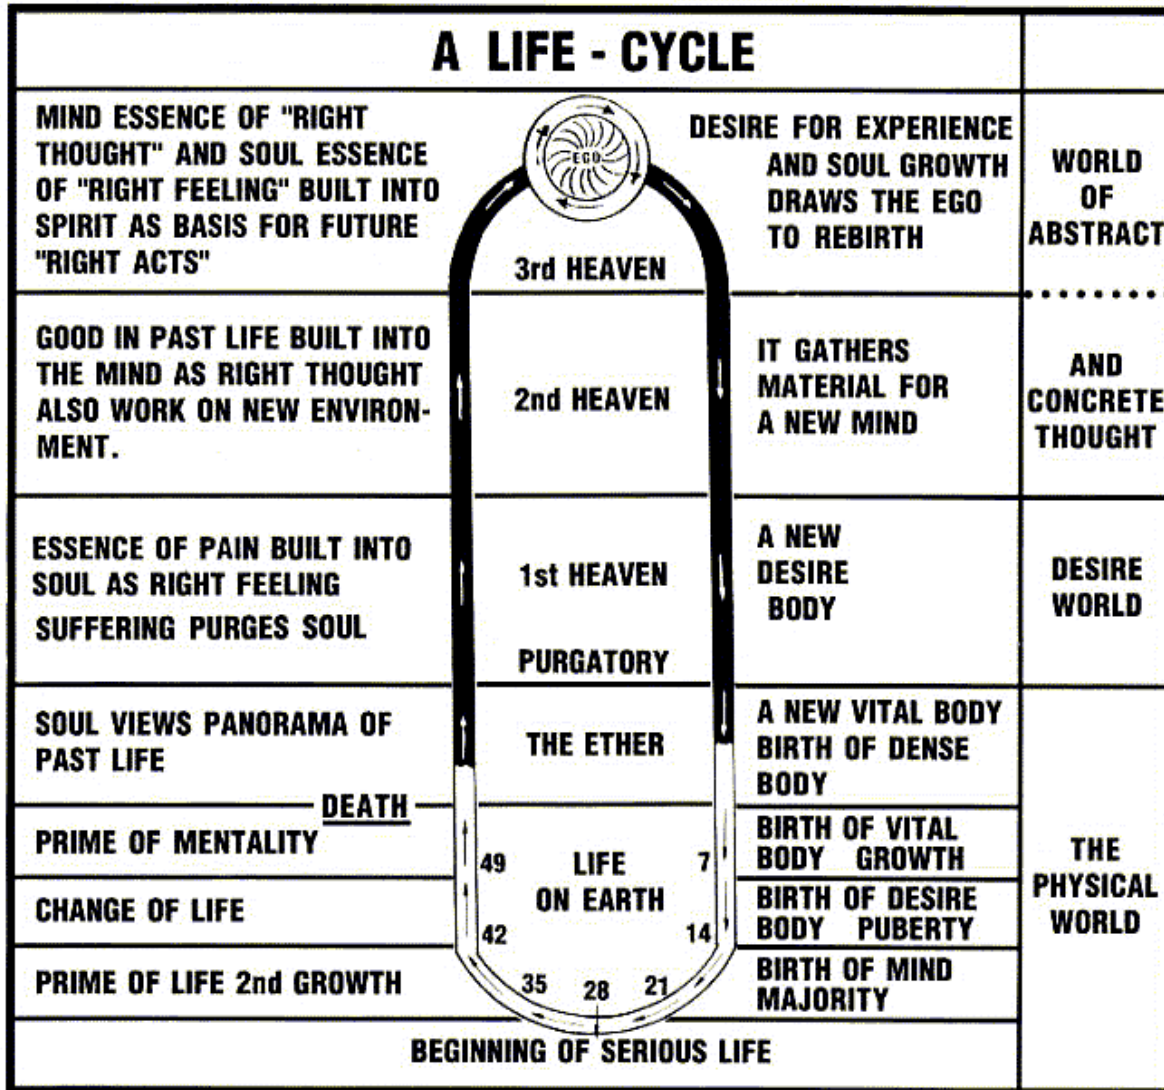 A LIFE - CYCLE
MIND ESSENCE OF "RIGHT
THOUGHT" AND SOUL ESSENCE
OF "RIGHT FEELING" BUILT INTO
SPIRIT AS BASIS FOR FUTURE
"RIGHT ACTS"
EGO
3rd HEAVEN
DESIRE FOR EXPERIENCE
AND SOUL GROWTH
DRAWS THE EGO
TO REBIRTH
WORLD
OF
ABSTRACT
GOOD IN PAST LIFE BUILT INTO
THE MIND AS RIGHT THOUGHT
ALSO WORK ON NEW ENVIRON-
MENT.
2nd HEAVEN
IT GATHERS
MATERIAL FOR
A NEW MIND
AND
CONCRETE
THOUGHT
ESSENCE OF PAIN BUILT INTO
SOUL AS RIGHT FEELING
SUFFERING PURGES SOUL
1st HEAVEN
PURGATORY
A NEW
DESIRE
BODY
DESIRE
WORLD
SOUL VIEWS PANORAMA OF
PAST LIFE
THE ETHER
A NEW VITAL BODY
BIRTH OF DENSE
BODY
DEATH
PRIME OF MENTALITY
49
LIFE
ON EARTH
7
BIRTH OF VITAL
BODY GROWTH
THE
PHYSICAL
WORLD
CHANGE OF LIFE
42
14
BIRTH OF DESIRE
BODY PUBERTY
PRIME OF LIFE 2nd GROWTH
35
28
21
BIRTH OF MIND
MAJORITY
BEGINNING OF SERIOUS LIFE